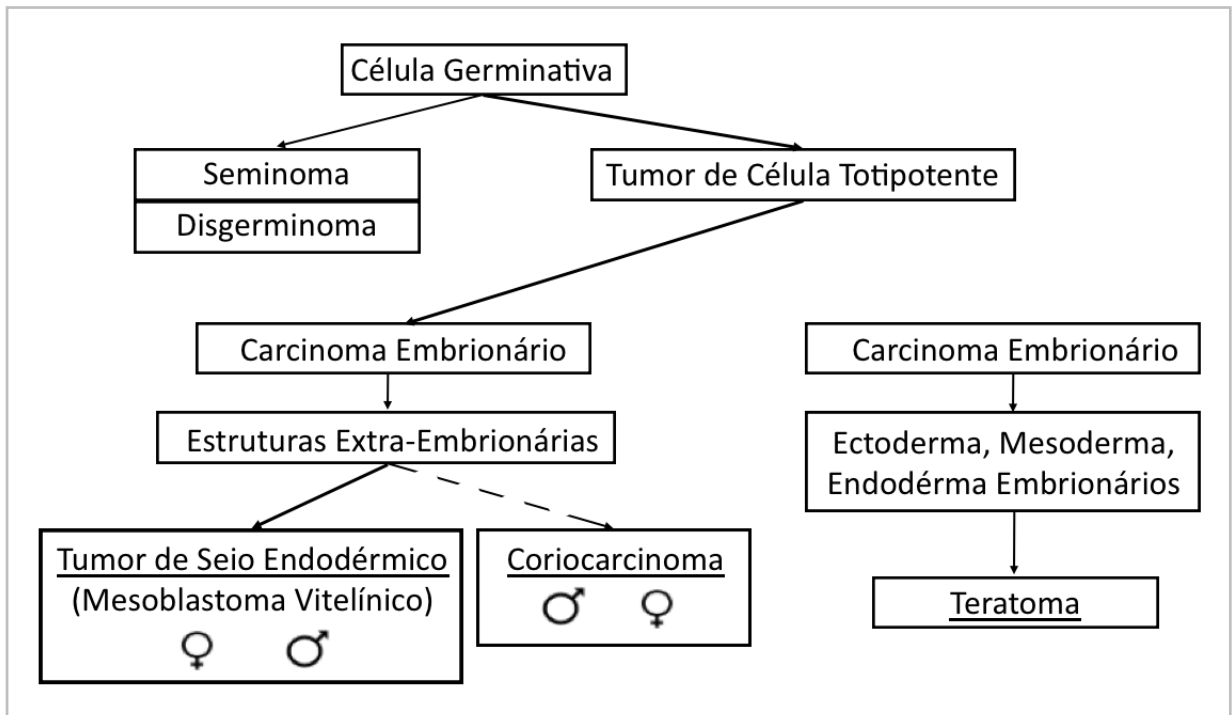 Célula Germinativa
Seminoma
Disgerminoma
Tumor de Célula Totipotente
Carcinoma Embrionário
Estruturas Extra-Embrionárias
Tumor de Seio Endodérmico
(Mesoblastoma Vitelínico)
♀ ♂
Coriocarcinoma
♂ ♀
Carcinoma Embrionário
Ectoderma, Mesoderma,
Endodérma Embrionários
Teratoma